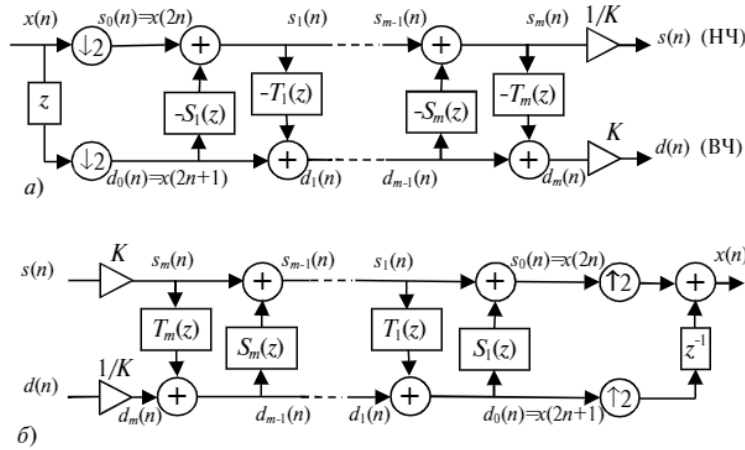 x(n) s₀(n)=x(2n) s₁(n) sₘ₋₁(n) sₘ(n) 1/K s(n) (НЧ)
↓2 + +
z -S₁(z) -T₁(z) -Sₘ(z) -Tₘ(z)
K
↓2 + + d(n) (ВЧ)
а) d₀(n)=x(2n+1) d₁(n) dₘ₋₁(n) dₘ(n)
s(n) K sₘ(n) sₘ₋₁(n) s₁(n) s₀(n)=x(2n) x(n)
+ + ↑2 +
Tₘ(z) Sₘ(z) T₁(z) S₁(z) z⁻¹
d(n) 1/K
+ + ↑2
б) dₘ(n) dₘ₋₁(n) d₁(n) d₀(n)=x(2n+1)